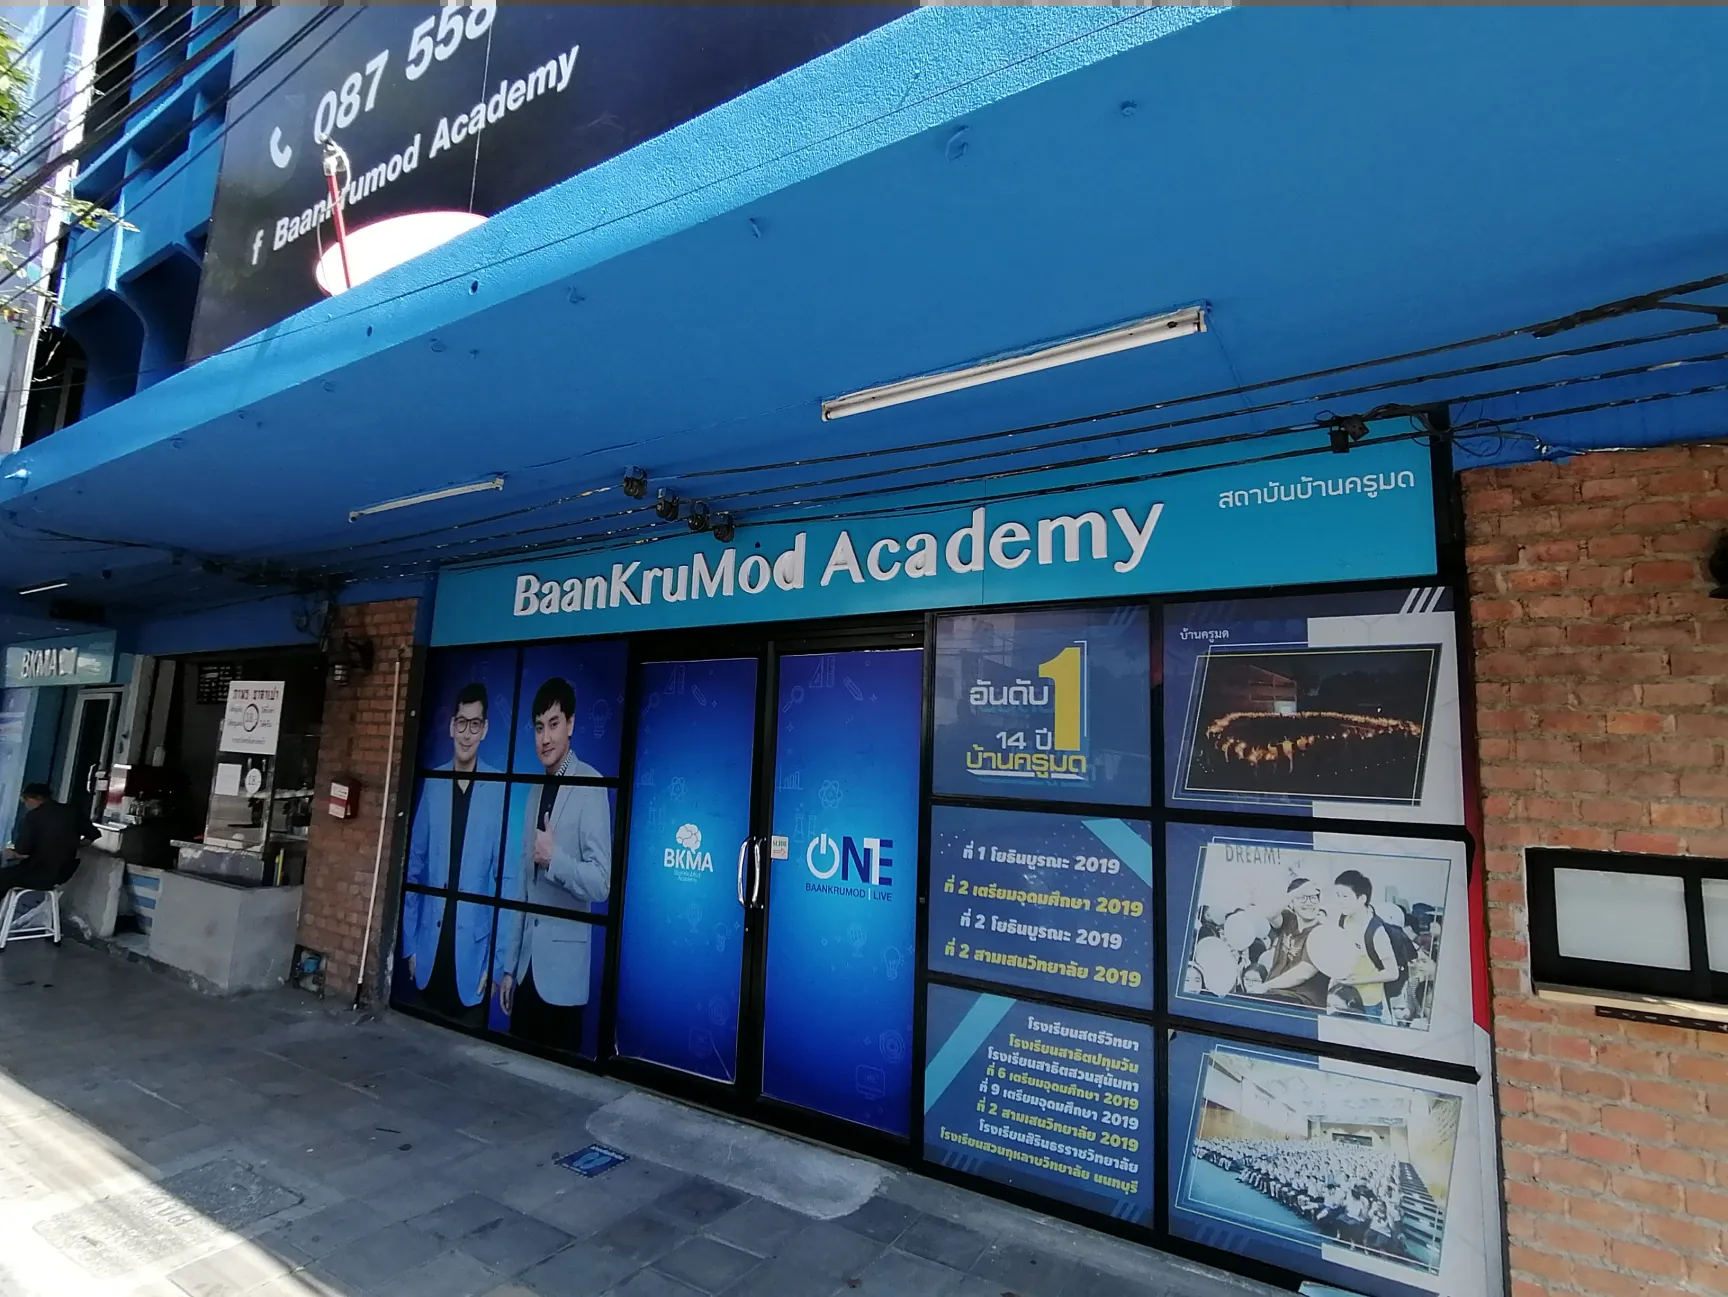 087 558
BaanKrumod Academy
BaanKruMod Academy
สถาบันบ้านครูมด
BKMA
BKMA
BaanKruMod
Academy
ONE
BAANKRUMOD | LIVE
อันดับ 1
14 ปี
บ้านครูมด
ที่ 1 โยธินบูรณะ 2019
ที่ 2 เตรียมอุดมศึกษา 2019
ที่ 2 โยธินบูรณะ 2019
ที่ 2 สามเสนวิทยาลัย 2019
โรงเรียนสตรีวิทยา
โรงเรียนสาธิตปทุมวัน
โรงเรียนสาธิตสวนสุนันทา
ที่ 6 เตรียมอุดมศึกษา 2019
ที่ 9 เตรียมอุดมศึกษา 2019
ที่ 2 สามเสนวิทยาลัย 2019
โรงเรียนสิรินธรราชวิทยาลัย
โรงเรียนสวนกุหลาบวิทยาลัย นนทบุรี
บ้านครูมด
DREAM!